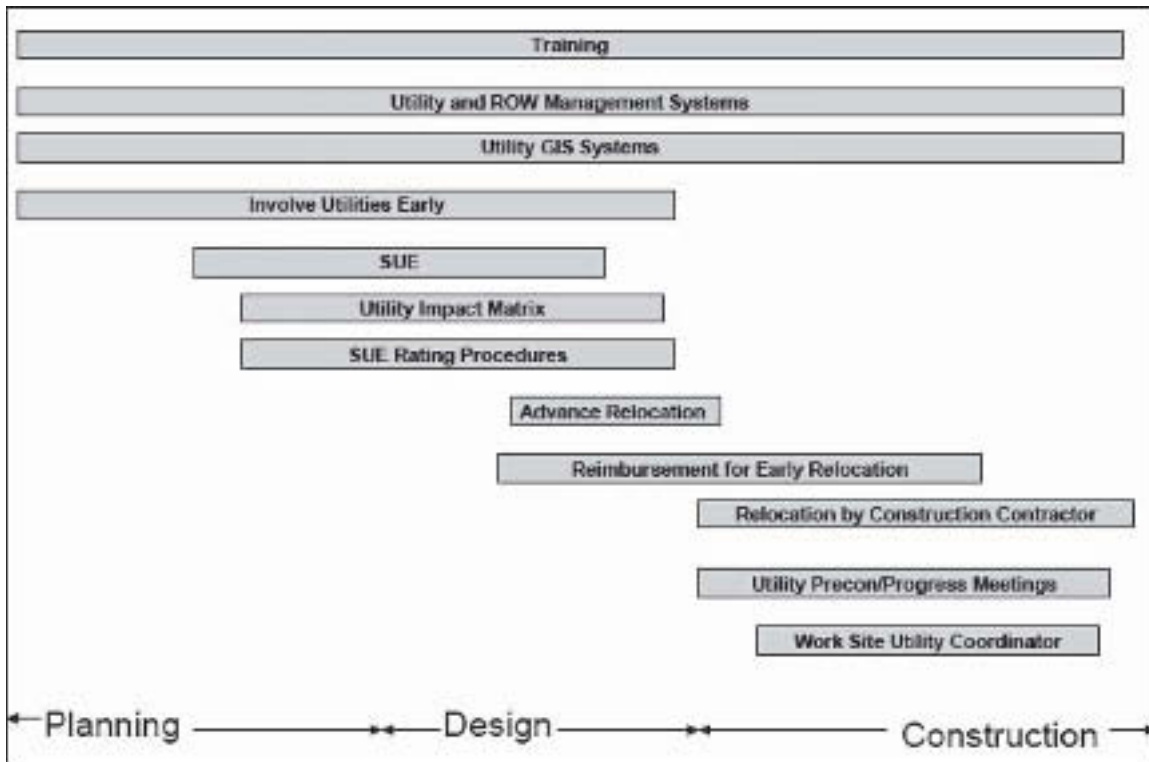 Training
Utility and ROW Management Systems
Utility GIS Systems
Involve Utilities Early
SUE
Utility Impact Matrix
SUE Rating Procedures
Advance Relocation
Reimbursement for Early Relocation
Relocation by Construction Contractor
Utility Precon/Progress Meetings
Work Site Utility Coordinator
Planning Design Construction